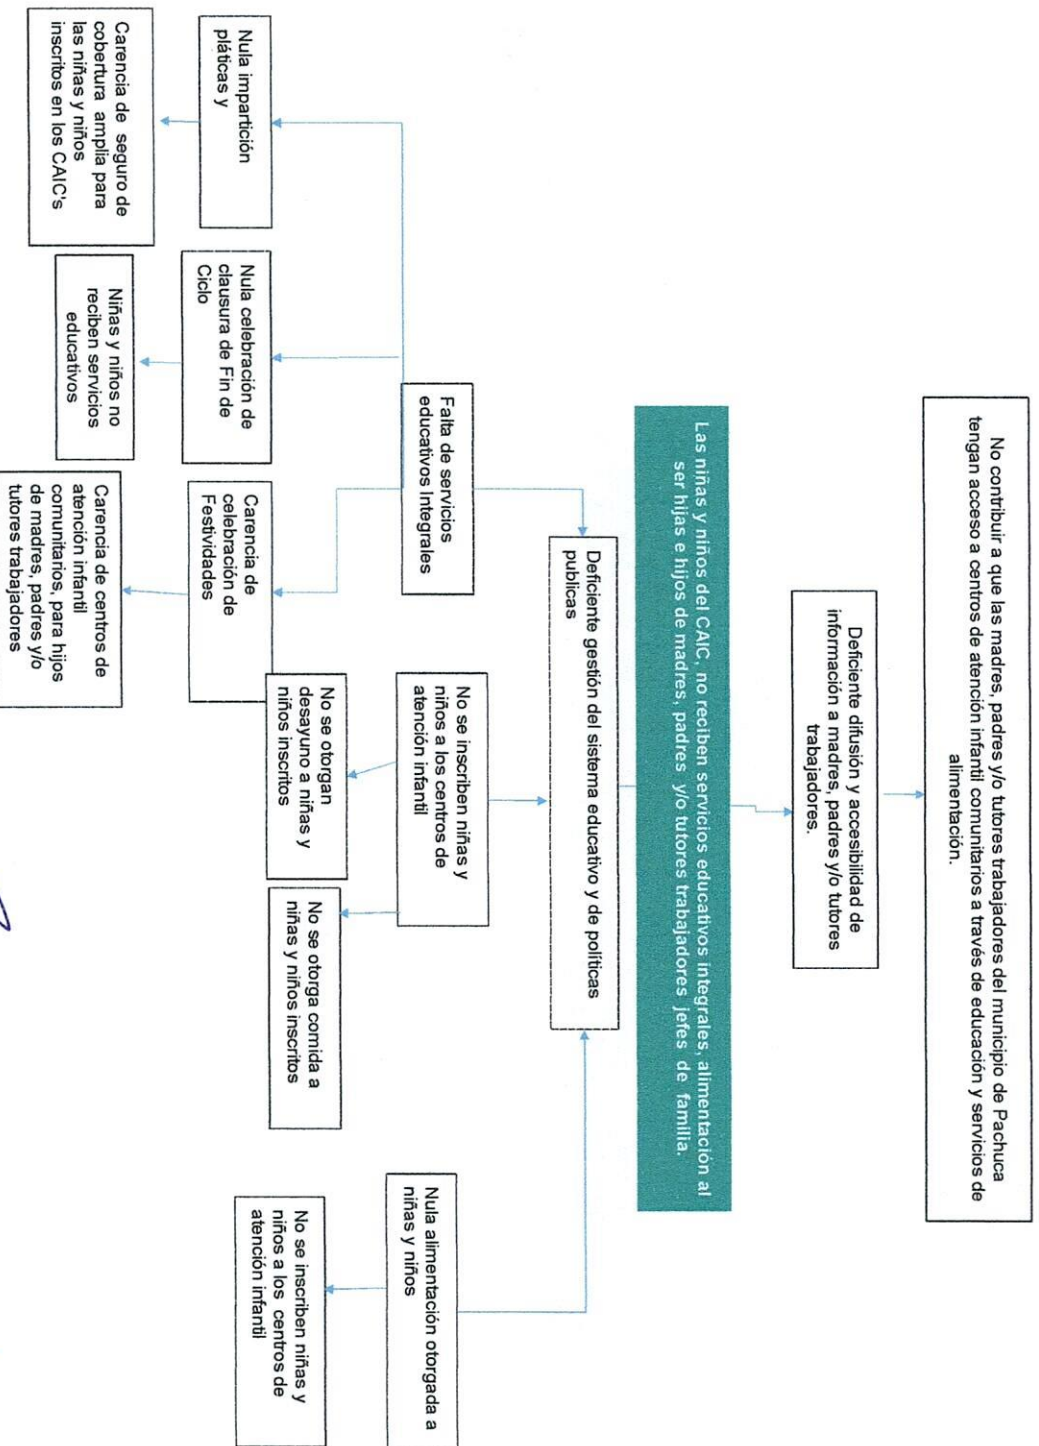 No contribuir a que las madres, padres y/o tutores trabajadores del municipio de Pachuca
tengan acceso a centros de atención infantil comunitarios a través de educación y servicios de
alimentación.
Deficiente difusión y accesibilidad de
información a madres, padres y/o tutores
trabajadores.
Las niñas y niños del CAIC, no reciben servicios educativos integrales, alimentación al
ser hijas e hijos de madres, padres y/o tutores trabajadores jefes de familia.
Deficiente gestión del sistema educativo y de políticas
publicas
Falta de servicios
educativos Integrales
No se inscriben niñas y
niños a los centros de
atención infantil
Nula alimentación otorgada a
niñas y niños
Nula impartición
pláticas y
Nula celebración de
clausura de Fin de
Ciclo
Carencia de
celebración de
Festividades
No se otorgan
desayuno a niñas y
niños inscritos
No se otorga comida a
niñas y niños inscritos
No se inscriben niñas y
niños a los centros de
atención infantil
Carencia de seguro de
cobertura amplia para
las niñas y niños
inscritos en los CAIC's
Niñas y niños no
reciben servicios
educativos
Carencia de centros de
atención infantil
comunitarios, para hijos
de madres, padres y/o
tutores trabajadores